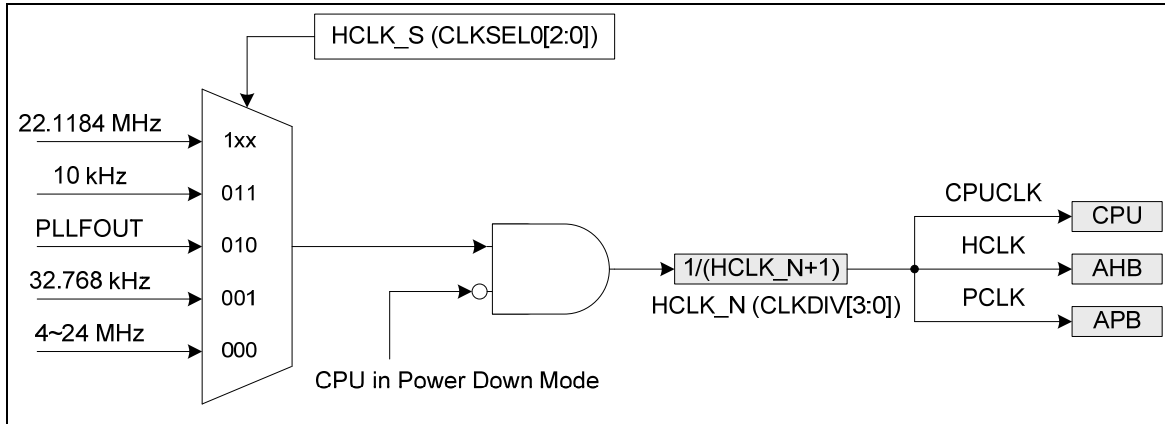 HCLK_S (CLKSEL0[2:0])
22.1184 MHz
1xx
10 kHz
011
PLLFOUT
010
32.768 kHz
001
4~24 MHz
000
CPU in Power Down Mode
1/(HCLK_N+1)
HCLK_N (CLKDIV[3:0])
CPUCLK
CPU
HCLK
AHB
PCLK
APB